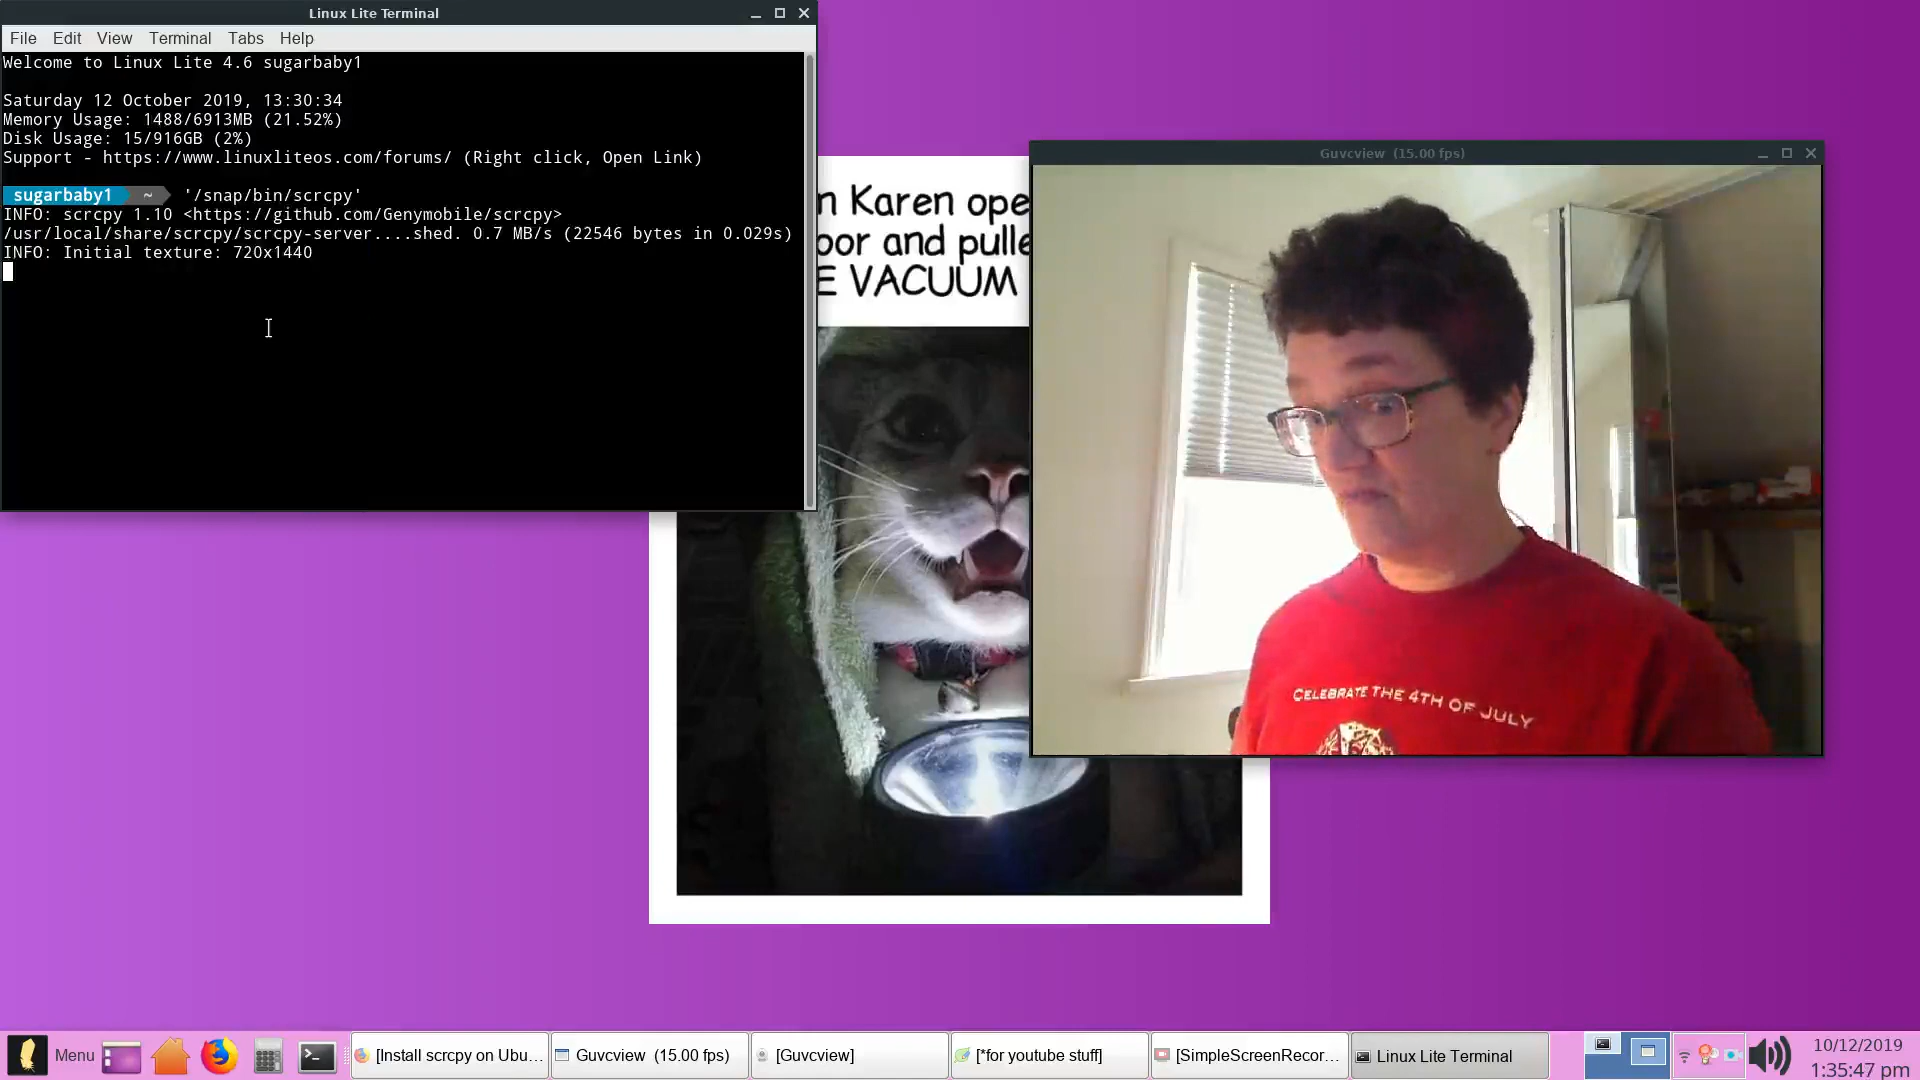 Linux Lite Terminal
File Edit View Terminal Tabs Help
Welcome to Linux Lite 4.6 sugarbaby1
Saturday 12 October 2019, 13:30:34
Memory Usage: 1488/6913MB (21.52%)
Disk Usage: 15/916GB (2%)
Support - https://www.linuxliteos.com/forums/ (Right click, Open Link)
sugarbaby1 ~ '/snap/bin/scrcpy'
INFO: scrcpy 1.10 <https://github.com/Genymobile/scrcpy>
/usr/local/share/scrcpy/scrcpy-server....shed. 0.7 MB/s (22546 bytes in 0.029s)
INFO: Initial texture: 720x1440
n Karen ope
oor and pulle
E VACUUM
Guvcview (15.00 fps)
CELEBRATE THE 4TH OF JULY
Menu
[Install scrcpy on Ubu...
Guvcview (15.00 fps)
[Guvcview]
[*for youtube stuff]
[SimpleScreenRecor...
Linux Lite Terminal
10/12/2019
1:35:47 pm